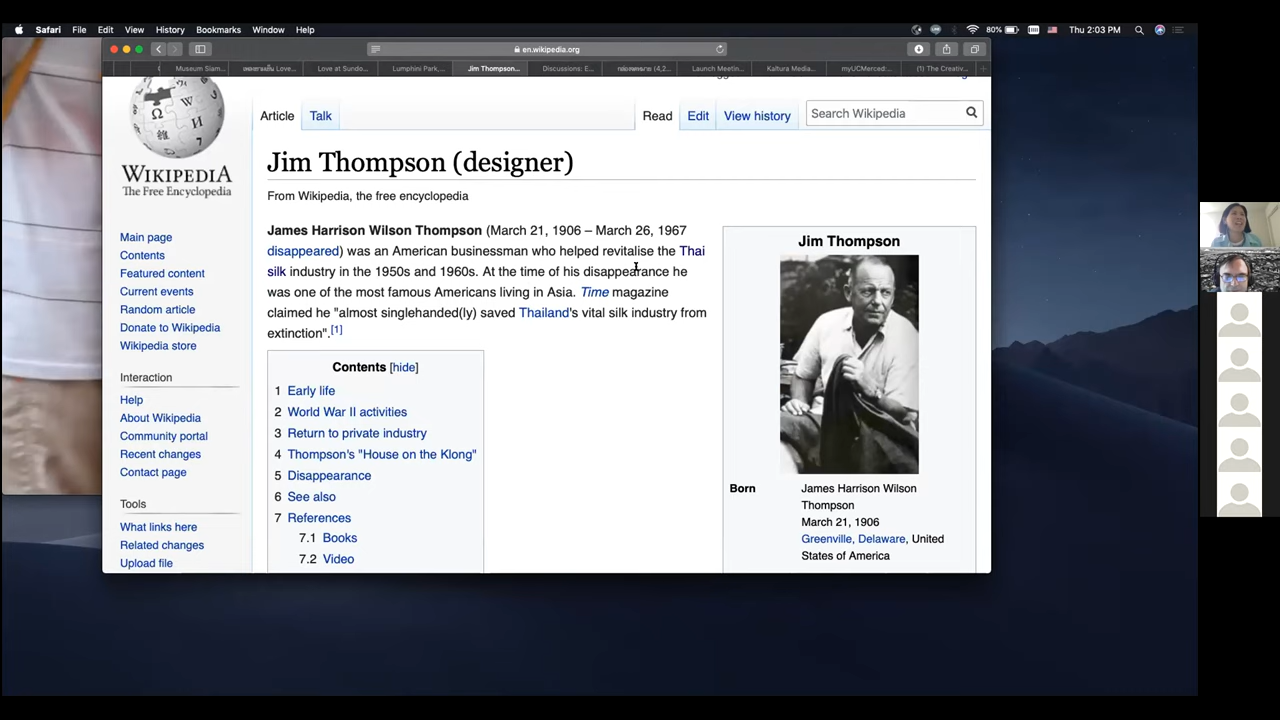 Safari File Edit View History Bookmarks Window Help 80% Thu 2:03 PM
en.wikipedia.org
Museum Siam... Love... Love at Sundo... Lumphini Park,... Jim Thompson... Discussions: E... (4,2... Launch Meetin... Kaltura Media... myUCMerced:... (1) The Creativ...
WIKIPEDIA
The Free Encyclopedia
Main page
Contents
Featured content
Current events
Random article
Donate to Wikipedia
Wikipedia store
Interaction
Help
About Wikipedia
Community portal
Recent changes
Contact page
Tools
What links here
Related changes
Upload file
Article Talk Read Edit View history Search Wikipedia
Jim Thompson (designer)
From Wikipedia, the free encyclopedia
James Harrison Wilson Thompson (March 21, 1906 – March 26, 1967
disappeared) was an American businessman who helped revitalise the Thai
silk industry in the 1950s and 1960s. At the time of his disappearance he
was one of the most famous Americans living in Asia. Time magazine
claimed he "almost singlehanded(ly) saved Thailand's vital silk industry from
extinction".[1]
Contents [hide]
1 Early life
2 World War II activities
3 Return to private industry
4 Thompson's "House on the Klong"
5 Disappearance
6 See also
7 References
7.1 Books
7.2 Video
Jim Thompson
Born James Harrison Wilson
Thompson
March 21, 1906
Greenville, Delaware, United
States of America